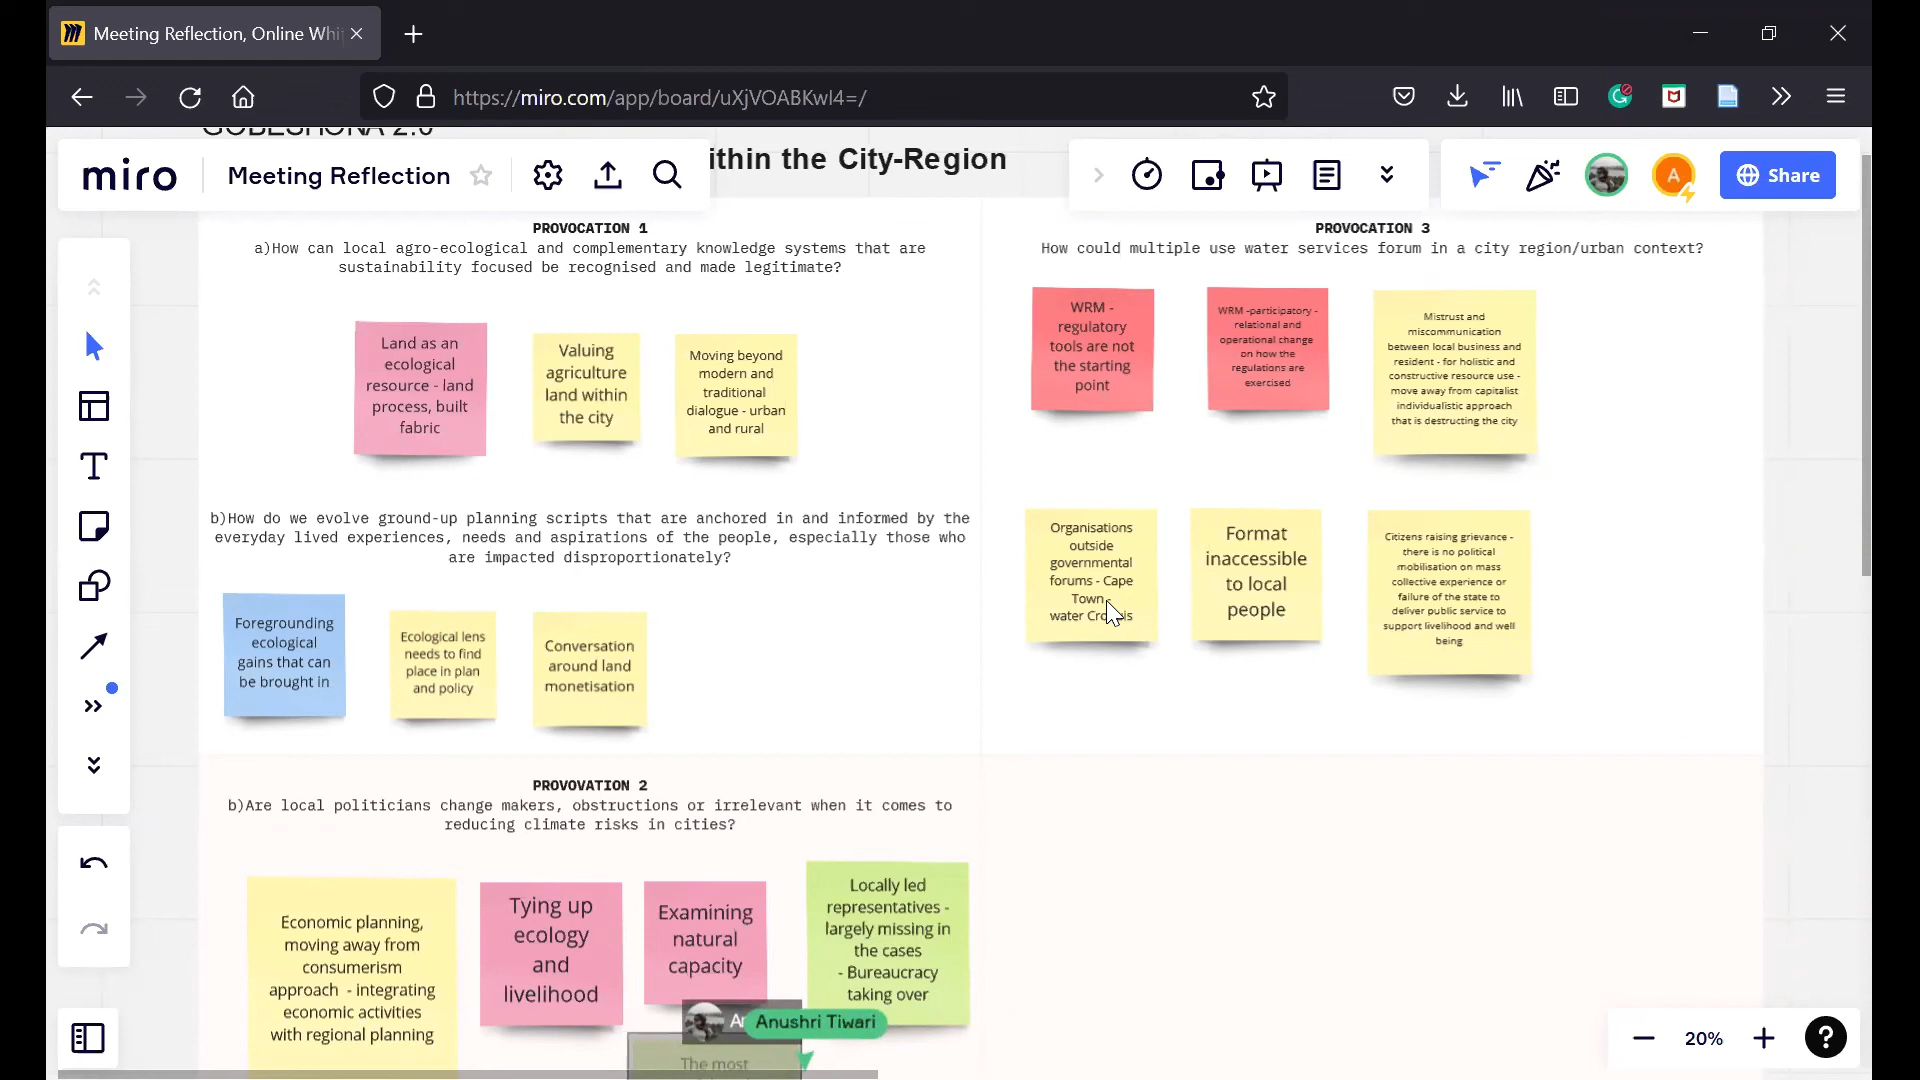 Meeting Reflection, Online Whi
https://miro.com/app/board/uXjVOABKwI4=/
GOBESHONA 2.0
ithin the City-Region
miro
Meeting Reflection
A
Share
PROVOCATION 1
a)How can local agro-ecological and complementary knowledge systems that are
sustainability focused be recognised and made legitimate?
Land as an
ecological
resource - land
process, built
fabric
Valuing
agriculture
land within
the city
Moving beyond
modern and
traditional
dialogue - urban
and rural
b)How do we evolve ground-up planning scripts that are anchored in and informed by the
everyday lived experiences, needs and aspirations of the people, especially those who
are impacted disproportionately?
Foregrounding
ecological
gains that can
be brought in
Ecological lens
needs to find
place in plan
and policy
Conversation
around land
monetisation
PROVOVATION 2
b)Are local politicians change makers, obstructions or irrelevant when it comes to
reducing climate risks in cities?
Economic planning,
moving away from
consumerism
approach - integrating
economic activities
with regional planning
Tying up
ecology
and
livelihood
Examining
natural
capacity
Locally led
representatives -
largely missing in
the cases
- Bureaucracy
taking over
Anushri Tiwari
The most
PROVOCATION 3
How could multiple use water services forum in a city region/urban context?
WRM -
regulatory
tools are not
the starting
point
WRM -participatory -
relational and
operational change
on how the
regulations are
exercised
Mistrust and
miscommunication
between local business and
resident - for holistic and
constructive resource use -
move away from capitalist
individualistic approach
that is destructing the city
Organisations
outside
governmental
forums - Cape
Town -
water
Format
inaccessible
to local
people
Citizens raising grievance -
there is no political
mobilisation on mass
collective experience or
failure of the state to
deliver public service to
support livelihood and well
being
20%